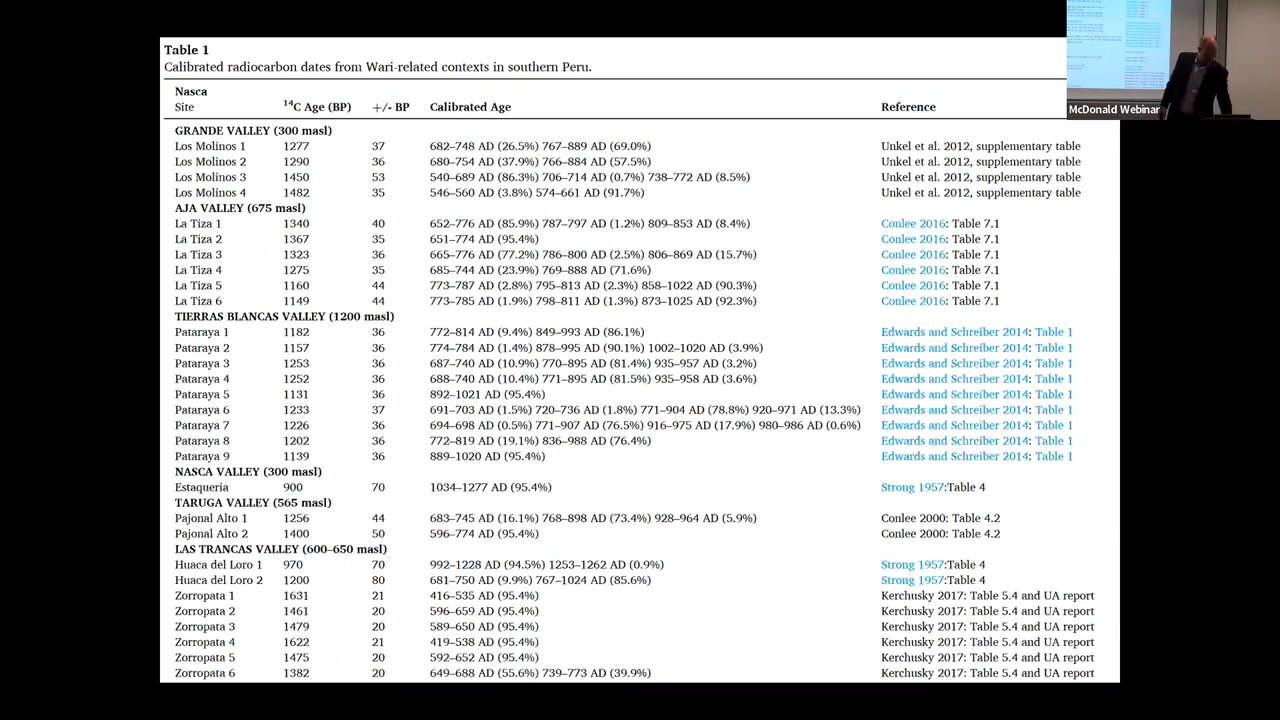 Table 1
Calibrated radiocarbon dates from Wari-related contexts in southern Peru.
Nasca
Site 14C Age (BP) +/- BP Calibrated Age Reference
GRANDE VALLEY (300 masl)
Los Molinos 1 1277 37 682–748 AD (26.5%) 767–889 AD (69.0%) Unkel et al. 2012, supplementary table
Los Molinos 2 1290 36 680–754 AD (37.9%) 766–884 AD (57.5%) Unkel et al. 2012, supplementary table
Los Molinos 3 1450 53 540–689 AD (86.3%) 706–714 AD (0.7%) 738–772 AD (8.5%) Unkel et al. 2012, supplementary table
Los Molinos 4 1482 35 546–560 AD (3.8%) 574–661 AD (91.7%) Unkel et al. 2012, supplementary table
AJA VALLEY (675 masl)
La Tiza 1 1340 40 652–776 AD (85.9%) 787–797 AD (1.2%) 809–853 AD (8.4%) Conlee 2016: Table 7.1
La Tiza 2 1367 35 651–774 AD (95.4%) Conlee 2016: Table 7.1
La Tiza 3 1323 36 665–776 AD (77.2%) 786–800 AD (2.5%) 806–869 AD (15.7%) Conlee 2016: Table 7.1
La Tiza 4 1275 35 685–744 AD (23.9%) 769–888 AD (71.6%) Conlee 2016: Table 7.1
La Tiza 5 1160 44 773–787 AD (2.8%) 795–813 AD (2.3%) 858–1022 AD (90.3%) Conlee 2016: Table 7.1
La Tiza 6 1149 44 773–785 AD (1.9%) 798–811 AD (1.3%) 873–1025 AD (92.3%) Conlee 2016: Table 7.1
TIERRAS BLANCAS VALLEY (1200 masl)
Pataraya 1 1182 36 772–814 AD (9.4%) 849–993 AD (86.1%) Edwards and Schreiber 2014: Table 1
Pataraya 2 1157 36 774–784 AD (1.4%) 878–995 AD (90.1%) 1002–1020 AD (3.9%) Edwards and Schreiber 2014: Table 1
Pataraya 3 1253 36 687–740 AD (10.9%) 770–895 AD (81.4%) 935–957 AD (3.2%) Edwards and Schreiber 2014: Table 1
Pataraya 4 1252 36 688–740 AD (10.4%) 771–895 AD (81.5%) 935–958 AD (3.6%) Edwards and Schreiber 2014: Table 1
Pataraya 5 1131 36 892–1021 AD (95.4%) Edwards and Schreiber 2014: Table 1
Pataraya 6 1233 37 691–703 AD (1.5%) 720–736 AD (1.8%) 771–904 AD (78.8%) 920–971 AD (13.3%) Edwards and Schreiber 2014: Table 1
Pataraya 7 1226 36 694–698 AD (0.5%) 771–907 AD (76.5%) 916–975 AD (17.9%) 980–986 AD (0.6%) Edwards and Schreiber 2014: Table 1
Pataraya 8 1202 36 772–819 AD (19.1%) 836–988 AD (76.4%) Edwards and Schreiber 2014: Table 1
Pataraya 9 1139 36 889–1020 AD (95.4%) Edwards and Schreiber 2014: Table 1
NASCA VALLEY (300 masl)
Estaqueria 900 70 1034–1277 AD (95.4%) Strong 1957:Table 4
TARUGA VALLEY (565 masl)
Pajonal Alto 1 1256 44 683–745 AD (16.1%) 768–898 AD (73.4%) 928–964 AD (5.9%) Conlee 2000: Table 4.2
Pajonal Alto 2 1400 50 596–774 AD (95.4%) Conlee 2000: Table 4.2
LAS TRANCAS VALLEY (600–650 masl)
Huaca del Loro 1 970 70 992–1228 AD (94.5%) 1253–1262 AD (0.9%) Strong 1957:Table 4
Huaca del Loro 2 1200 80 681–750 AD (9.9%) 767–1024 AD (85.6%) Strong 1957:Table 4
Zorropata 1 1631 21 416–535 AD (95.4%) Kerchusky 2017: Table 5.4 and UA report
Zorropata 2 1461 20 596–659 AD (95.4%) Kerchusky 2017: Table 5.4 and UA report
Zorropata 3 1479 20 589–650 AD (95.4%) Kerchusky 2017: Table 5.4 and UA report
Zorropata 4 1622 21 419–538 AD (95.4%) Kerchusky 2017: Table 5.4 and UA report
Zorropata 5 1475 20 592–652 AD (95.4%) Kerchusky 2017: Table 5.4 and UA report
Zorropata 6 1382 20 649–688 AD (55.6%) 739–773 AD (39.9%) Kerchusky 2017: Table 5.4 and UA report
McDonald Webinar